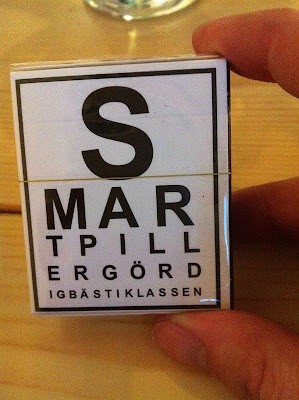 S
MAR
TPILL
ERGÖRD
IGBÄSTIKLASSEN